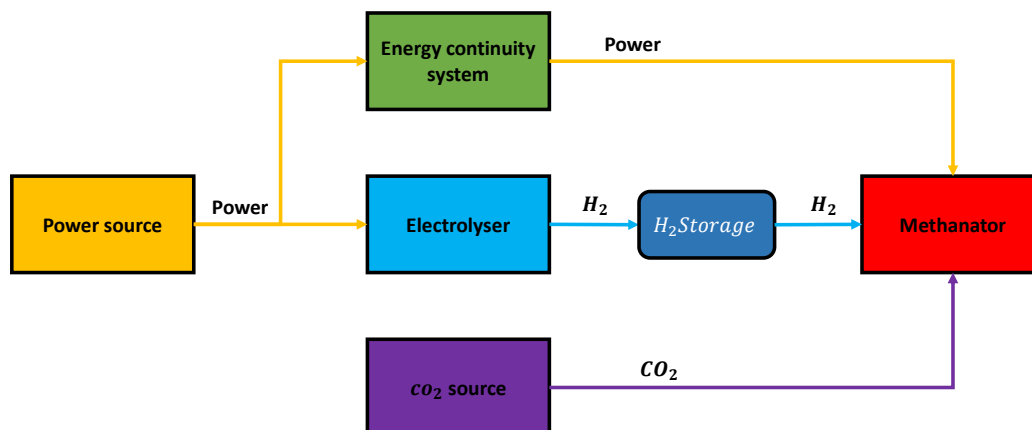 Energy continuity
system
Power
Power source
Power
Electrolyser
H₂
H₂Storage
H₂
Methanator
co₂ source
CO₂